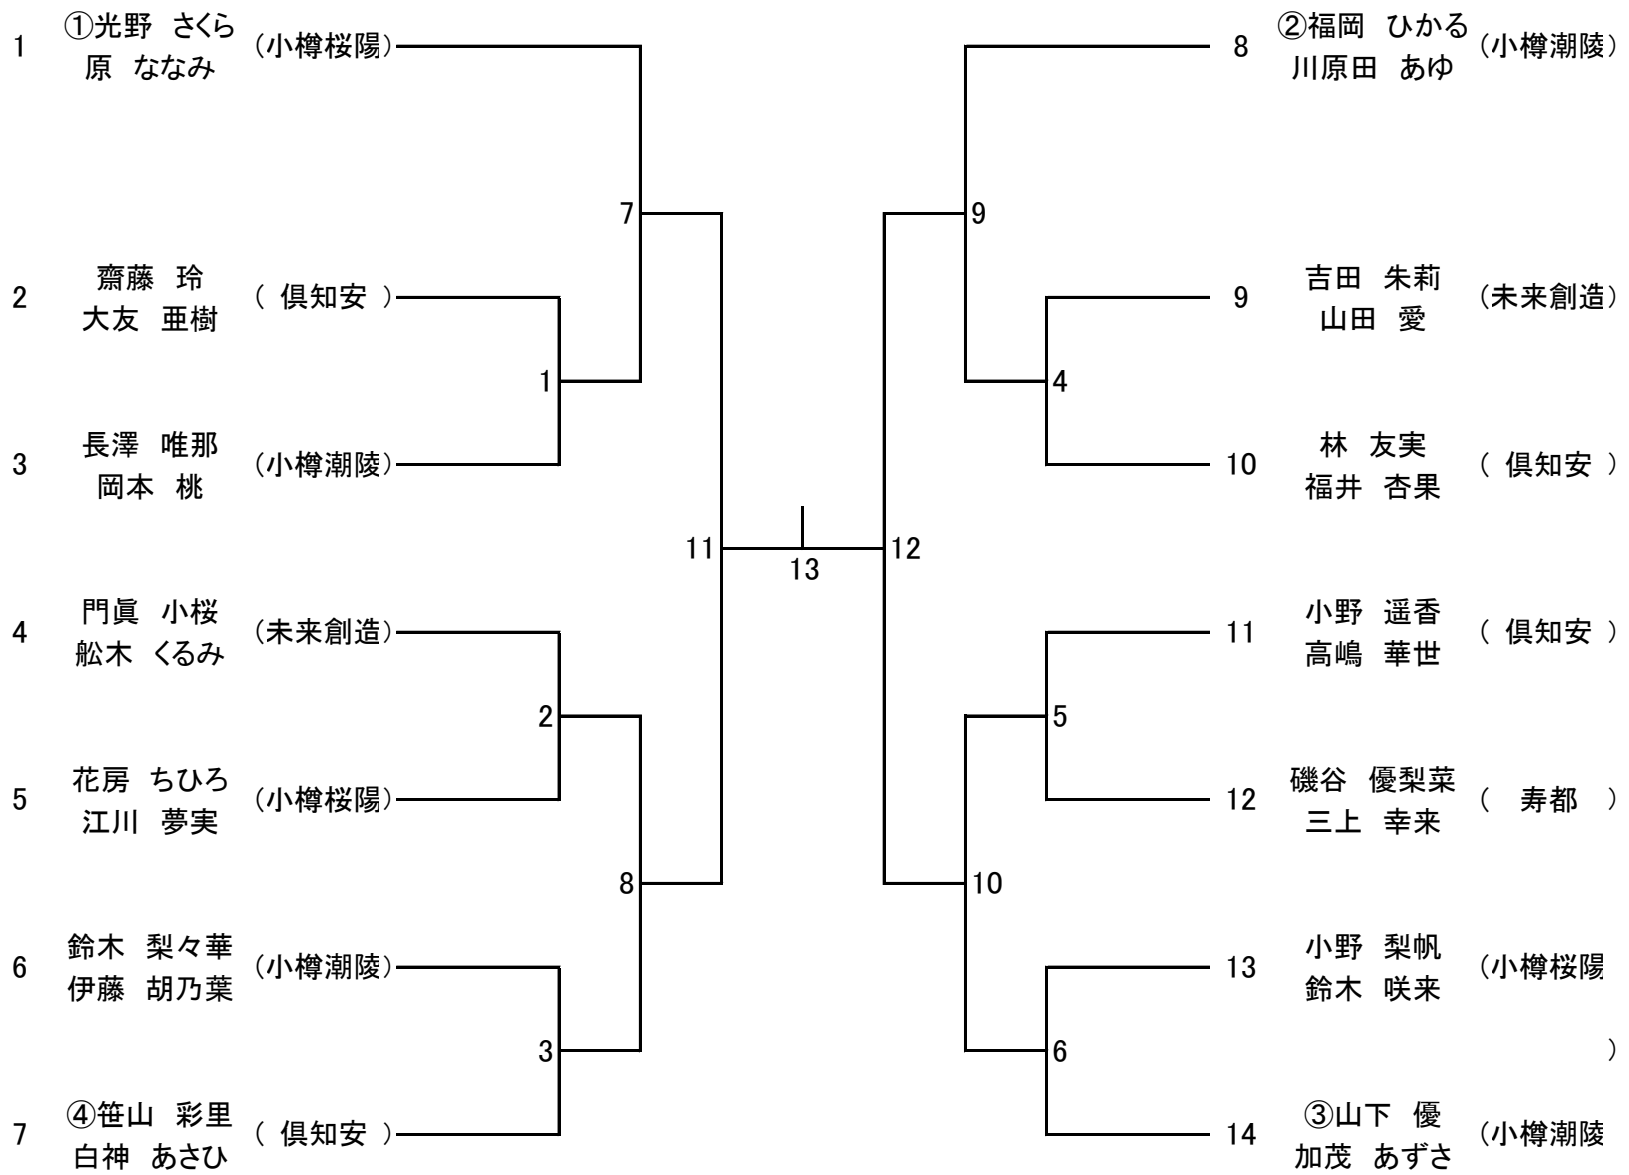 1 ①光野 さくら
原 ななみ (小樽桜陽)
2 齋藤 玲
大友 亜樹 ( 倶知安 )
3 長澤 唯那
岡本 桃 (小樽潮陵)
4 門眞 小桜
舩木 くるみ (未来創造)
5 花房 ちひろ
江川 夢実 (小樽桜陽)
6 鈴木 梨々華
伊藤 胡乃葉 (小樽潮陵)
7 ④笹山 彩里
白神 あさひ ( 倶知安 )
7
1
11
2
8
3
13
9
4
12
5
10
6
8 ②福岡 ひかる
川原田 あゆ (小樽潮陵)
9 吉田 朱莉
山田 愛 (未来創造)
10 林 友実
福井 杏果 ( 倶知安 )
11 小野 遥香
高嶋 華世 ( 倶知安 )
12 磯谷 優梨菜
三上 幸来 ( 寿都 )
13 小野 梨帆
鈴木 咲来 (小樽桜陽
)
14 ③山下 優
加茂 あずさ (小樽潮陵